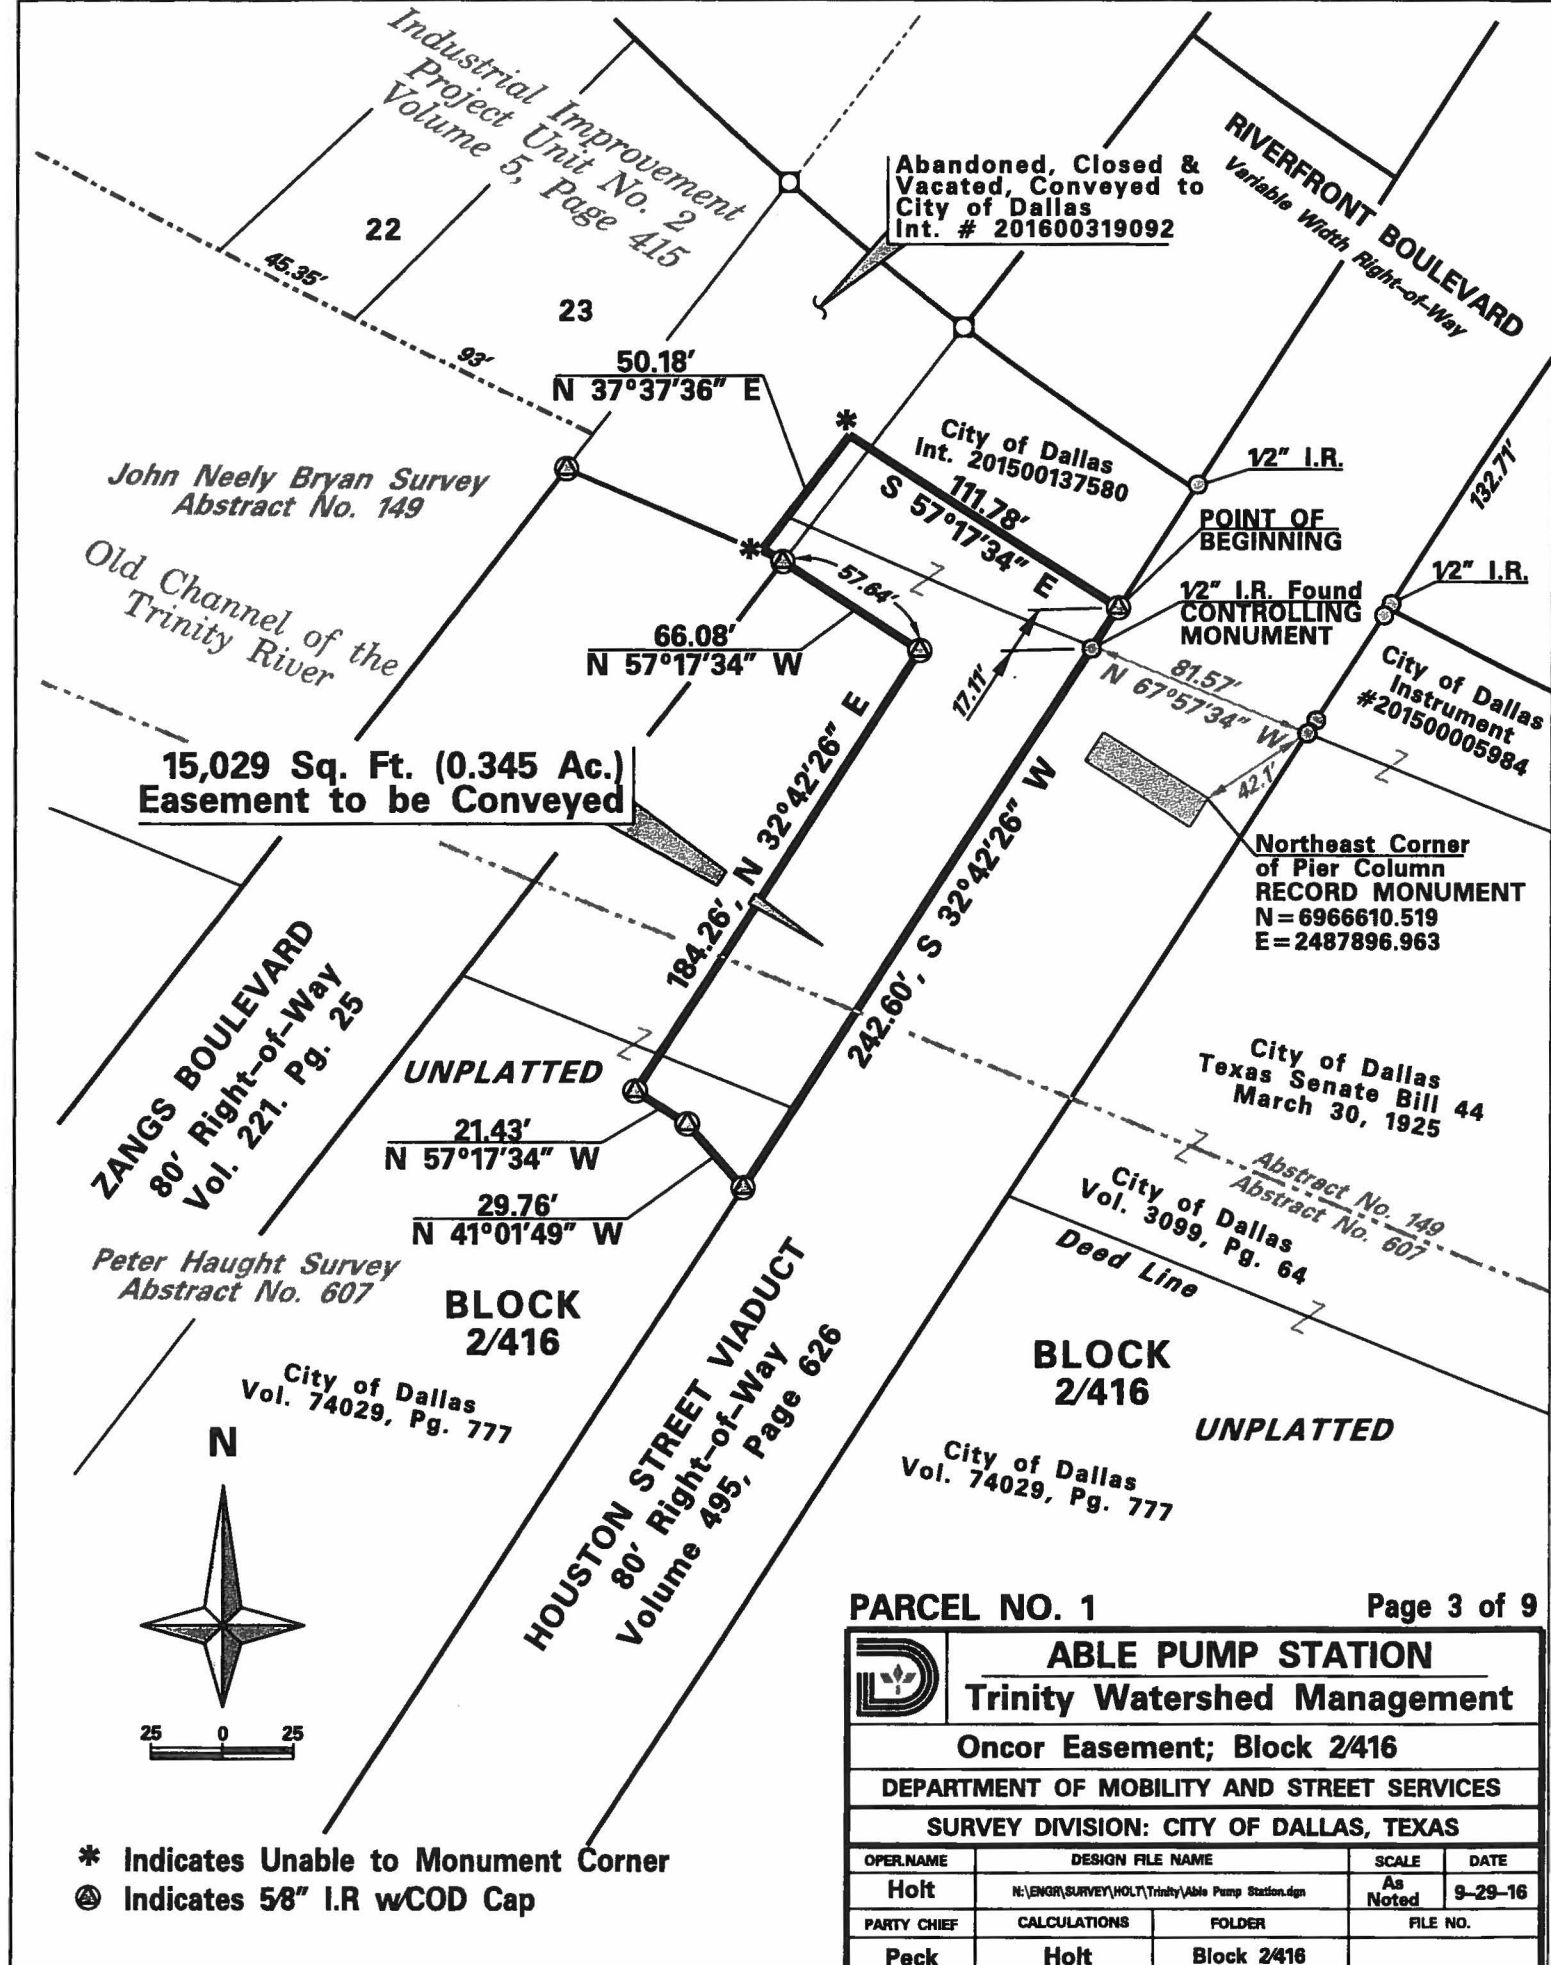 Industrial Improvement
Project Unit No. 2
Volume 5, Page 415
Abandoned, Closed &
Vacated, Conveyed to
City of Dallas
Int. # 201600319092
RIVERFRONT BOULEVARD
Variable Width Right-of-Way
22
45.35'
23
93'
50.18'
N 37°37'36" E
City of Dallas
Int. 201500137580
111.78'
S 57°17'34" E
1/2" I.R.
132.71'
John Neely Bryan Survey
Abstract No. 149
POINT OF
BEGINNING
Old Channel of the
Trinity River
57.64'
1/2" I.R. Found
CONTROLLING
MONUMENT
1/2" I.R.
66.08'
N 57°17'34" W
17.11'
81.57'
N 67°57'34" W
City of Dallas
Instrument
#201500005984
42.1'
15,029 Sq. Ft. (0.345 Ac.)
Easement to be Conveyed
184.26', N 32°42'26" E
242.60', S 32°42'26" W
Northeast Corner
of Pier Column
RECORD MONUMENT
N=6966610.519
E=2487896.963
ZANGS BOULEVARD
80' Right-of-Way
Vol. 221. Pg. 25
UNPLATTED
City of Dallas
Texas Senate Bill 44
March 30, 1925
21.43'
N 57°17'34" W
Abstract No. 149
Abstract No. 607
City of Dallas
Vol. 3099, Pg. 64
29.76'
N 41°01'49" W
Deed Line
Peter Haught Survey
Abstract No. 607
BLOCK
2/416
HOUSTON STREET VIADUCT
80' Right-of-Way
Volume 495, Page 626
BLOCK
2/416
City of Dallas
Vol. 74029, Pg. 777
UNPLATTED
City of Dallas
Vol. 74029, Pg. 777
N
25 0 25
PARCEL NO. 1 Page 3 of 9
ABLE PUMP STATION
Trinity Watershed Management
Oncor Easement; Block 2/416
DEPARTMENT OF MOBILITY AND STREET SERVICES
SURVEY DIVISION: CITY OF DALLAS, TEXAS
OPER.NAME DESIGN FILE NAME SCALE DATE
Holt N:\ENGR\SURVEY\HOLT\Trinity\Able Pump Station.dgn As Noted 9-29-16
PARTY CHIEF CALCULATIONS FOLDER FILE NO.
Peck Holt Block 2/416
* Indicates Unable to Monument Corner
Indicates 5/8" I.R w/COD Cap